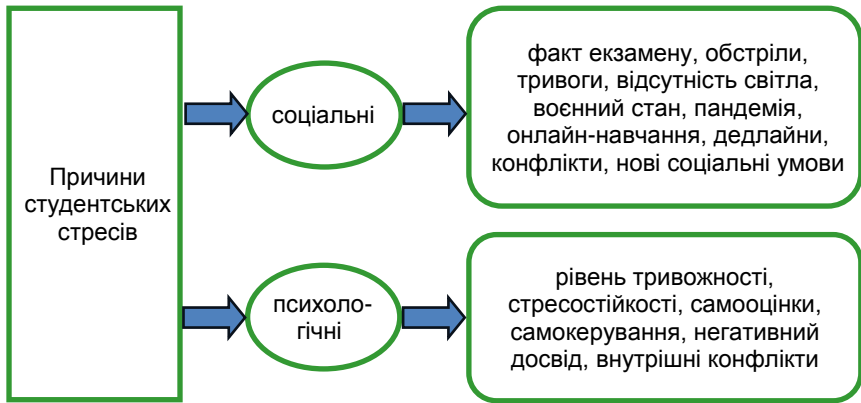 Причини
студентських
стресів
соціальні
факт екзамену, обстріли,
тривоги, відсутність світла,
воєнний стан, пандемія,
онлайн-навчання, дедлайни,
конфлікти, нові соціальні умови
психоло-
гічні
рівень тривожності,
стресостійкості, самооцінки,
самокерування, негативний
досвід, внутрішні конфлікти